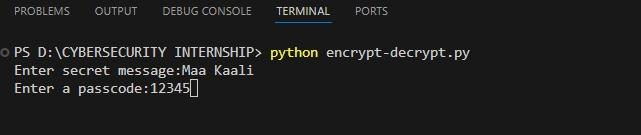 PROBLEMS OUTPUT DEBUG CONSOLE TERMINAL PORTS
PS D:\CYBERSECURITY INTERNSHIP> python encrypt-decrypt.py
Enter secret message:Maa Kaali
Enter a passcode:12345